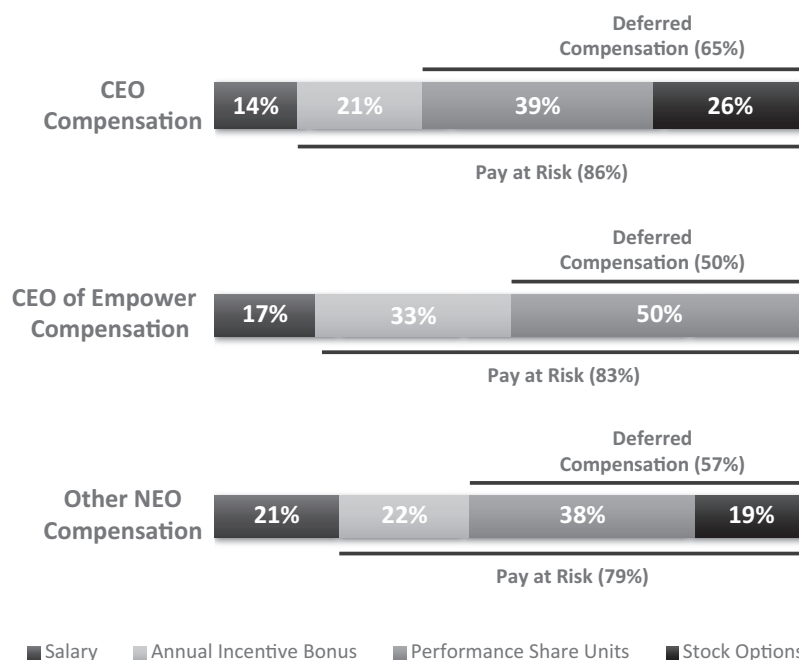 Deferred
Compensation (65%)
CEO
Compensation
14% 21% 39% 26%
Pay at Risk (86%)
Deferred
Compensation (50%)
CEO of Empower
Compensation
17% 33% 50%
Pay at Risk (83%)
Deferred
Compensation (57%)
Other NEO
Compensation
21% 22% 38% 19%
Pay at Risk (79%)
Salary Annual Incentive Bonus Performance Share Units Stock Options